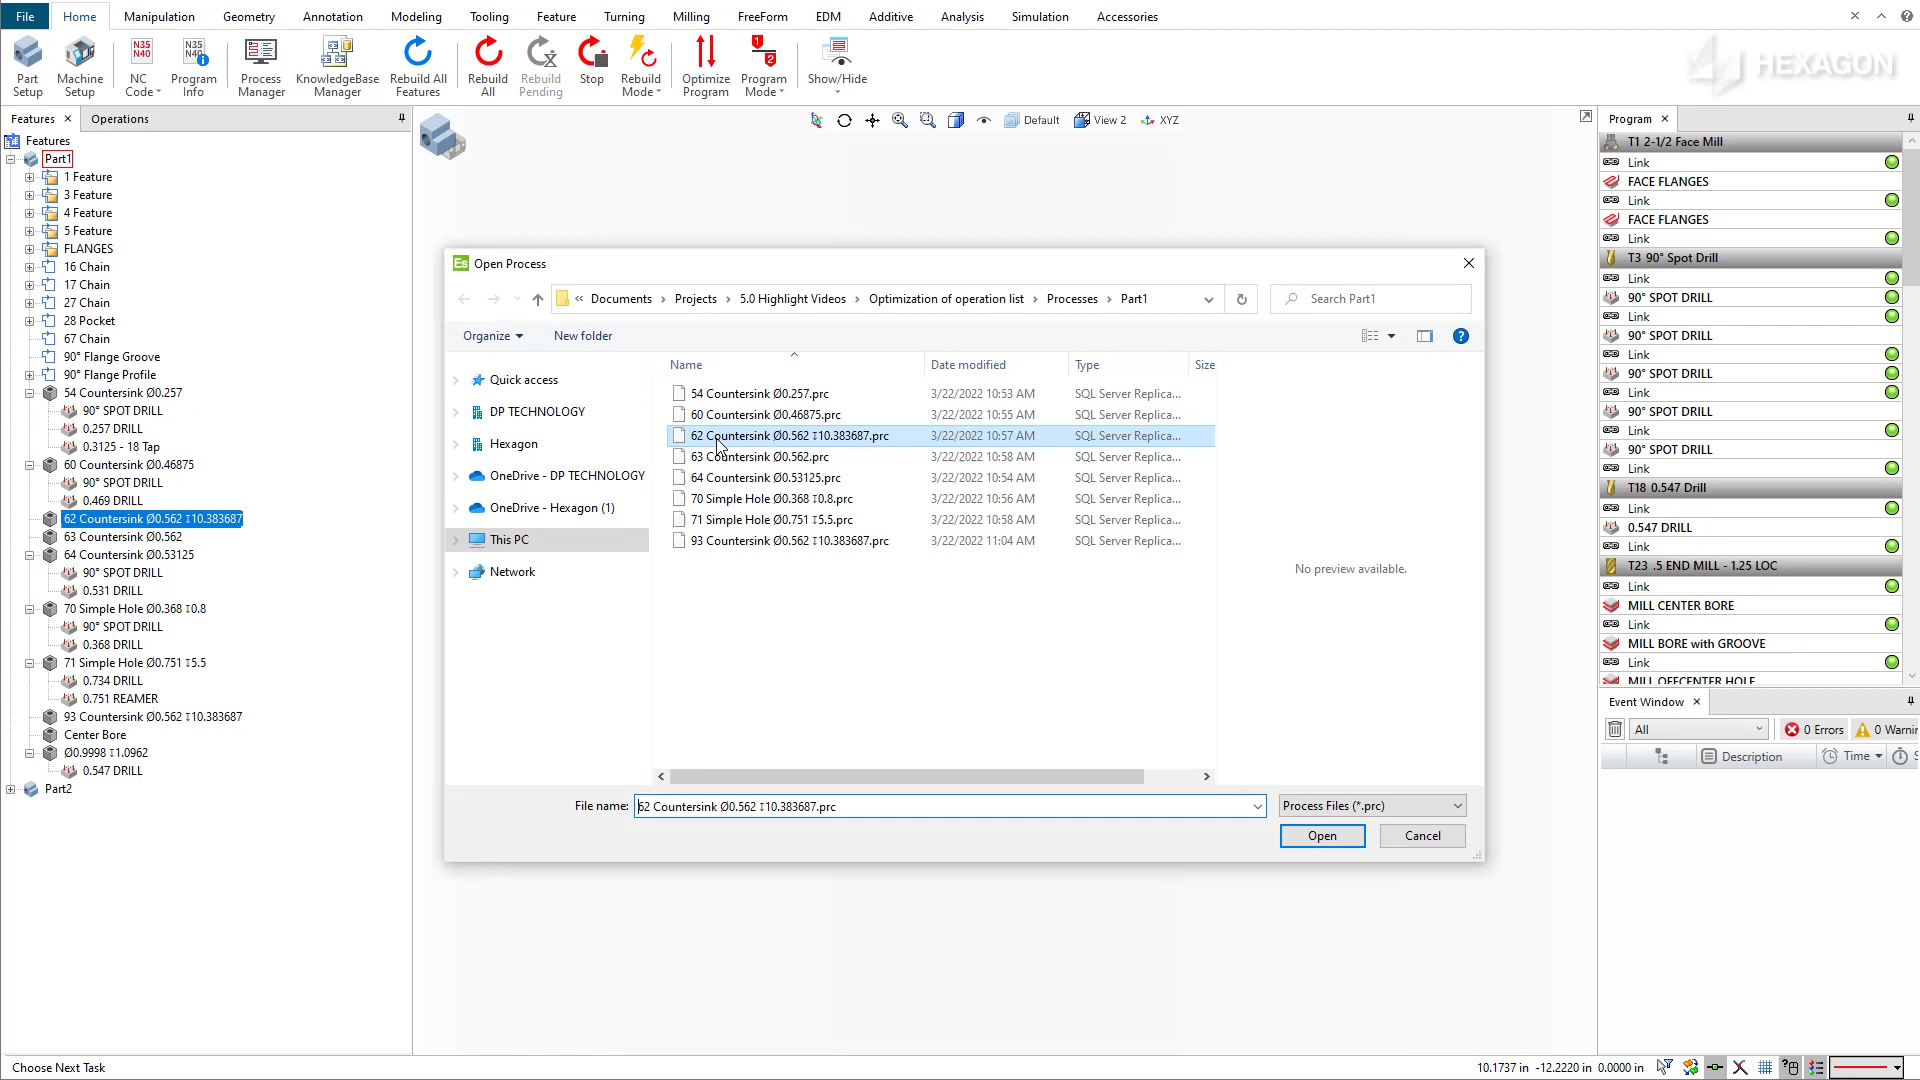 File Home Manipulation Geometry Annotation Modeling Tooling Feature Turning Milling FreeForm EDM Additive Analysis Simulation Accessories
Part Setup
Machine Setup
N35 N40 NC Code
N35 N40 Program Info
Process Manager
KnowledgeBase Manager
Rebuild All Features
Rebuild All
Rebuild Pending
Stop
Rebuild Mode
Optimize Program
Program Mode
Show/Hide
HEXAGON
Features
Operations
Features
Part1
1 Feature
3 Feature
4 Feature
5 Feature
FLANGES
16 Chain
17 Chain
27 Chain
28 Pocket
67 Chain
90° Flange Groove
90° Flange Profile
54 Countersink Ø0.257
90° SPOT DRILL
0.257 DRILL
0.3125 - 18 Tap
60 Countersink Ø0.46875
90° SPOT DRILL
0.469 DRILL
62 Countersink Ø0.562 ↧10.383687
63 Countersink Ø0.562
64 Countersink Ø0.53125
90° SPOT DRILL
0.531 DRILL
70 Simple Hole Ø0.368 ↧0.8
90° SPOT DRILL
0.368 DRILL
71 Simple Hole Ø0.751 ↧5.5
0.734 DRILL
0.751 REAMER
93 Countersink Ø0.562 ↧10.383687
Center Bore
Ø0.9998 ↧1.0962
0.547 DRILL
Part2
Default View 2 XYZ
Open Process
« Documents › Projects › 5.0 Highlight Videos › Optimization of operation list › Processes › Part1
Search Part1
Organize New folder
Name Date modified Type Size
Quick access
DP TECHNOLOGY
Hexagon
OneDrive - DP TECHNOLOGY
OneDrive - Hexagon (1)
This PC
Network
54 Countersink Ø0.257.prc 3/22/2022 10:53 AM SQL Server Replica...
60 Countersink Ø0.46875.prc 3/22/2022 10:55 AM SQL Server Replica...
62 Countersink Ø0.562 ↧10.383687.prc 3/22/2022 10:57 AM SQL Server Replica...
63 Countersink Ø0.562.prc 3/22/2022 10:58 AM SQL Server Replica...
64 Countersink Ø0.53125.prc 3/22/2022 10:54 AM SQL Server Replica...
70 Simple Hole Ø0.368 ↧0.8.prc 3/22/2022 10:56 AM SQL Server Replica...
71 Simple Hole Ø0.751 ↧5.5.prc 3/22/2022 10:58 AM SQL Server Replica...
93 Countersink Ø0.562 ↧10.383687.prc 3/22/2022 11:04 AM SQL Server Replica...
No preview available.
File name: 62 Countersink Ø0.562 ↧10.383687.prc
Process Files (*.prc)
Open Cancel
Program
T1 2-1/2 Face Mill
Link
FACE FLANGES
Link
FACE FLANGES
Link
T3 90° Spot Drill
Link
90° SPOT DRILL
Link
90° SPOT DRILL
Link
90° SPOT DRILL
Link
90° SPOT DRILL
Link
90° SPOT DRILL
Link
T18 0.547 Drill
Link
0.547 DRILL
Link
T23 .5 END MILL - 1.25 LOC
Link
MILL CENTER BORE
Link
MILL BORE with GROOVE
Link
MILL OFFCENTER HOLE
Event Window
All 0 Errors 0 Warnin
Description Time S
Choose Next Task
10.1737 in -12.2220 in 0.0000 in